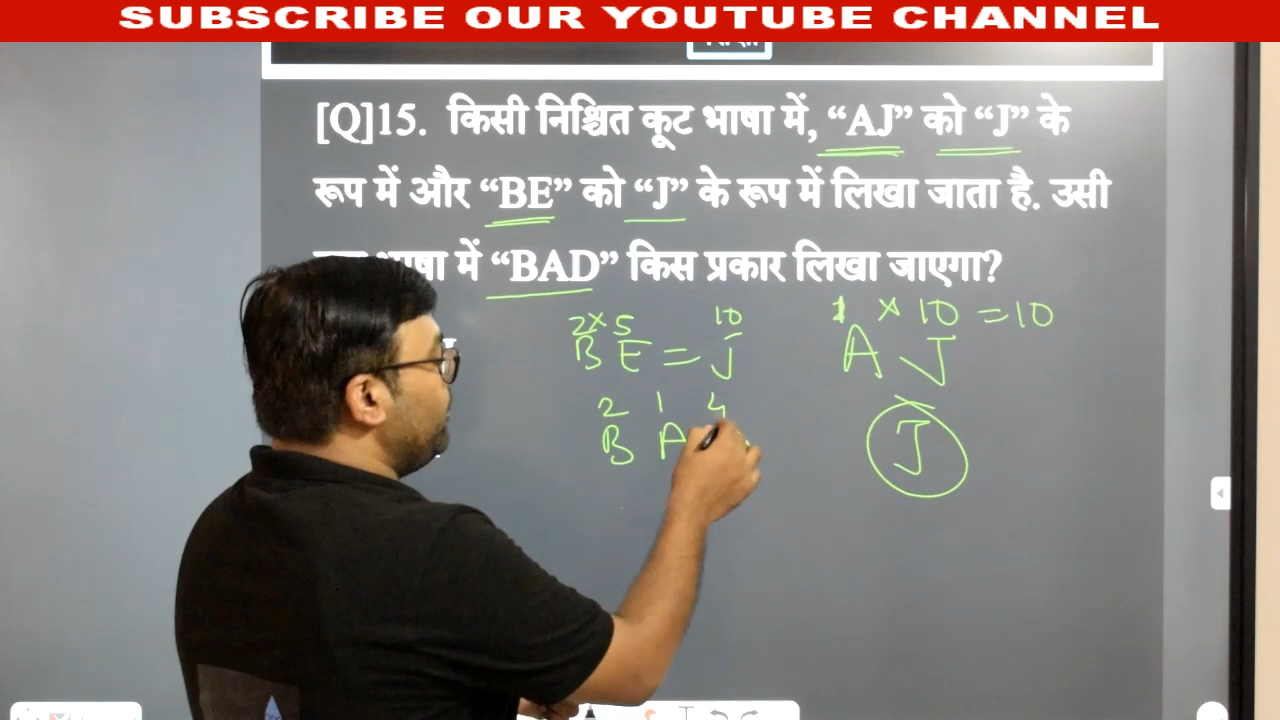 SUBSCRIBE OUR YOUTUBE CHANNEL
[Q]15. किसी निश्चित कूट भाषा में, “AJ” को “J” के
रूप में और “BE” को “J” के रूप में लिखा जाता है. उसी
भाषा में “BAD” किस प्रकार लिखा जाएगा?
2×5 10 1 × 10 = 10
BE = J A J
2 1 4
B A J